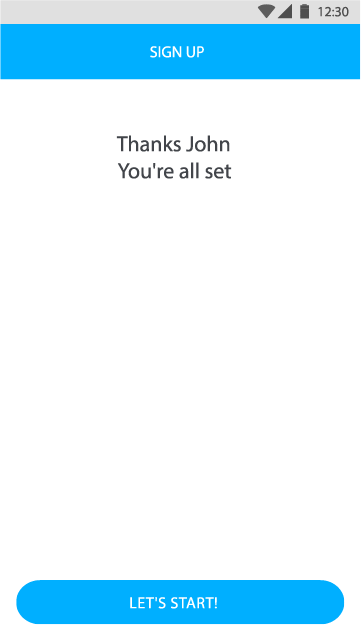 12:30
SIGN UP
Thanks John
You're all set
LET'S START!